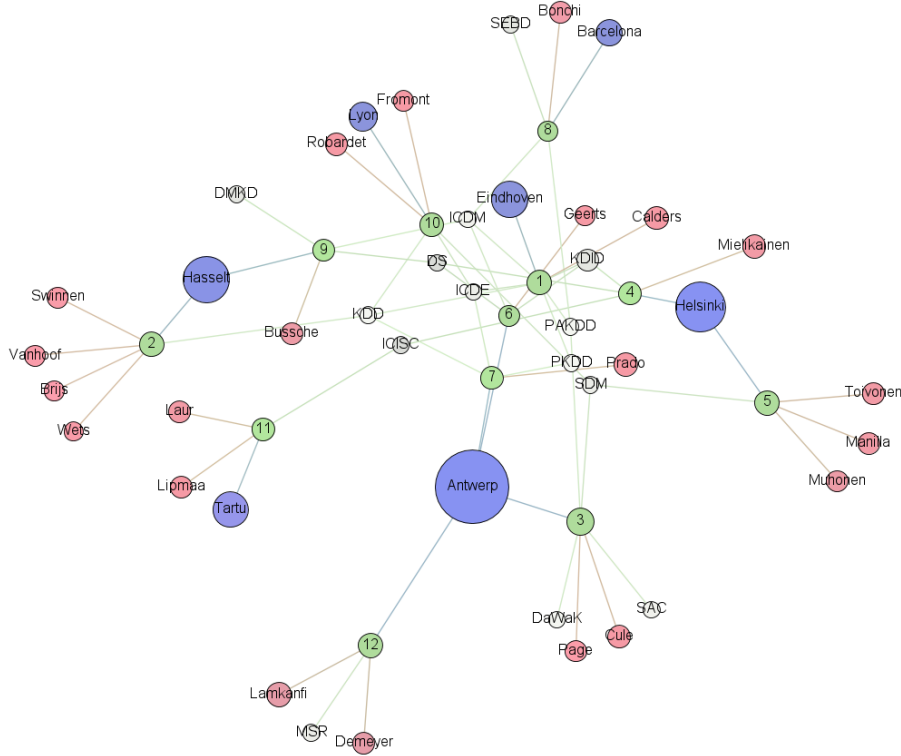 Bonchi
SEBD
Barcelona
Fromont
Lyon
8
Robardet
DMKD
Eindhoven
Geerts
Calders
ICDM
10
Mielikainen
9
DS
KDID
Hasselt
1
ICDE
4
Swinnen
Helsinki
KDD
6
PAKDD
Bussche
2
ICISC
Vanhoof
PKDD
Prado
7
SDM
Brijs
Toivonen
5
Laur
Wets
11
Manilla
Lipmaa
Muhonen
Antwerp
Tartu
3
SAC
DaWaK
Cule
12
Page
Lamkanfi
MSR
Demeyer